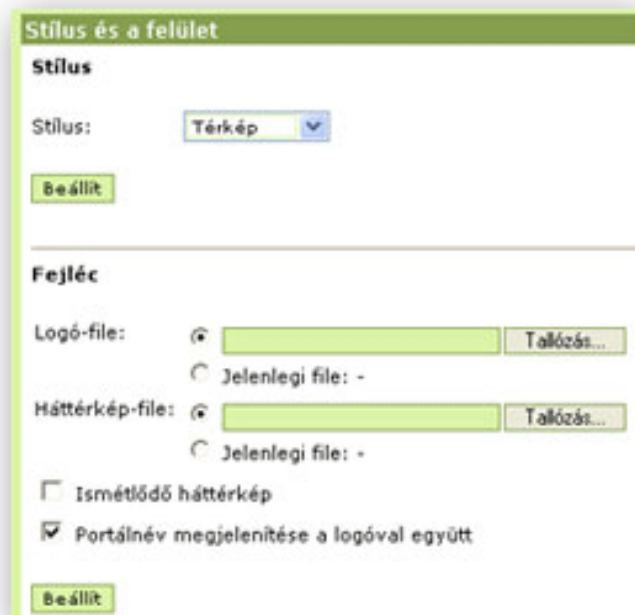 Stílus és a felület
Stílus
Stílus: Térkép
Beállít
Fejléc
Logó-file: Tallózás...
Jelenlegi file: -
Háttérkép-file: Tallózás...
Jelenlegi file: -
Ismétlődő háttérkép
Portálnév megjelenítése a logóval együtt
Beállít